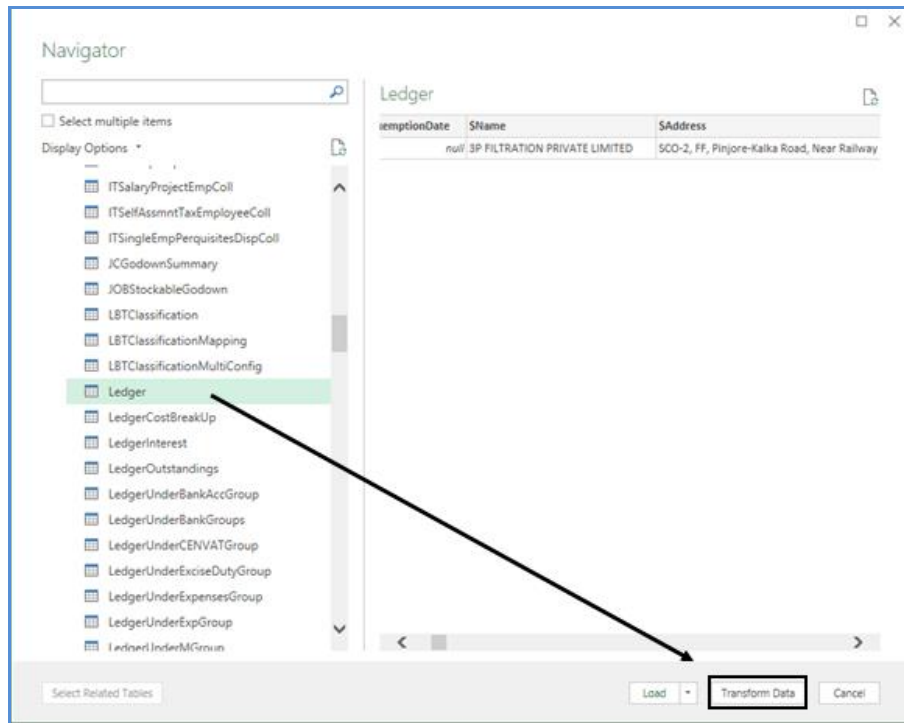 Navigator
Select multiple items
Display Options
ITSalaryProjectEmpColl
ITSelfAssmntTaxEmployeeColl
ITSingleEmpPerquisitesDispColl
JCGodownSummary
JOBStockableGodown
LBTClassification
LBTClassificationMapping
LBTClassificationMultiConfig
Ledger
LedgerCostBreakUp
LedgerInterest
LedgerOutstandings
LedgerUnderBankAccGroup
LedgerUnderBankGroups
LedgerUnderCENVATGroup
LedgerUnderExciseDutyGroup
LedgerUnderExpensesGroup
LedgerUnderExpGroup
LedgerUnderMGroup
Ledger
emptionDate $Name $Address
null 3P FILTRATION PRIVATE LIMITED SCO-2, FF, Pinjore-Kalka Road, Near Railway
Select Related Tables
Load Transform Data Cancel